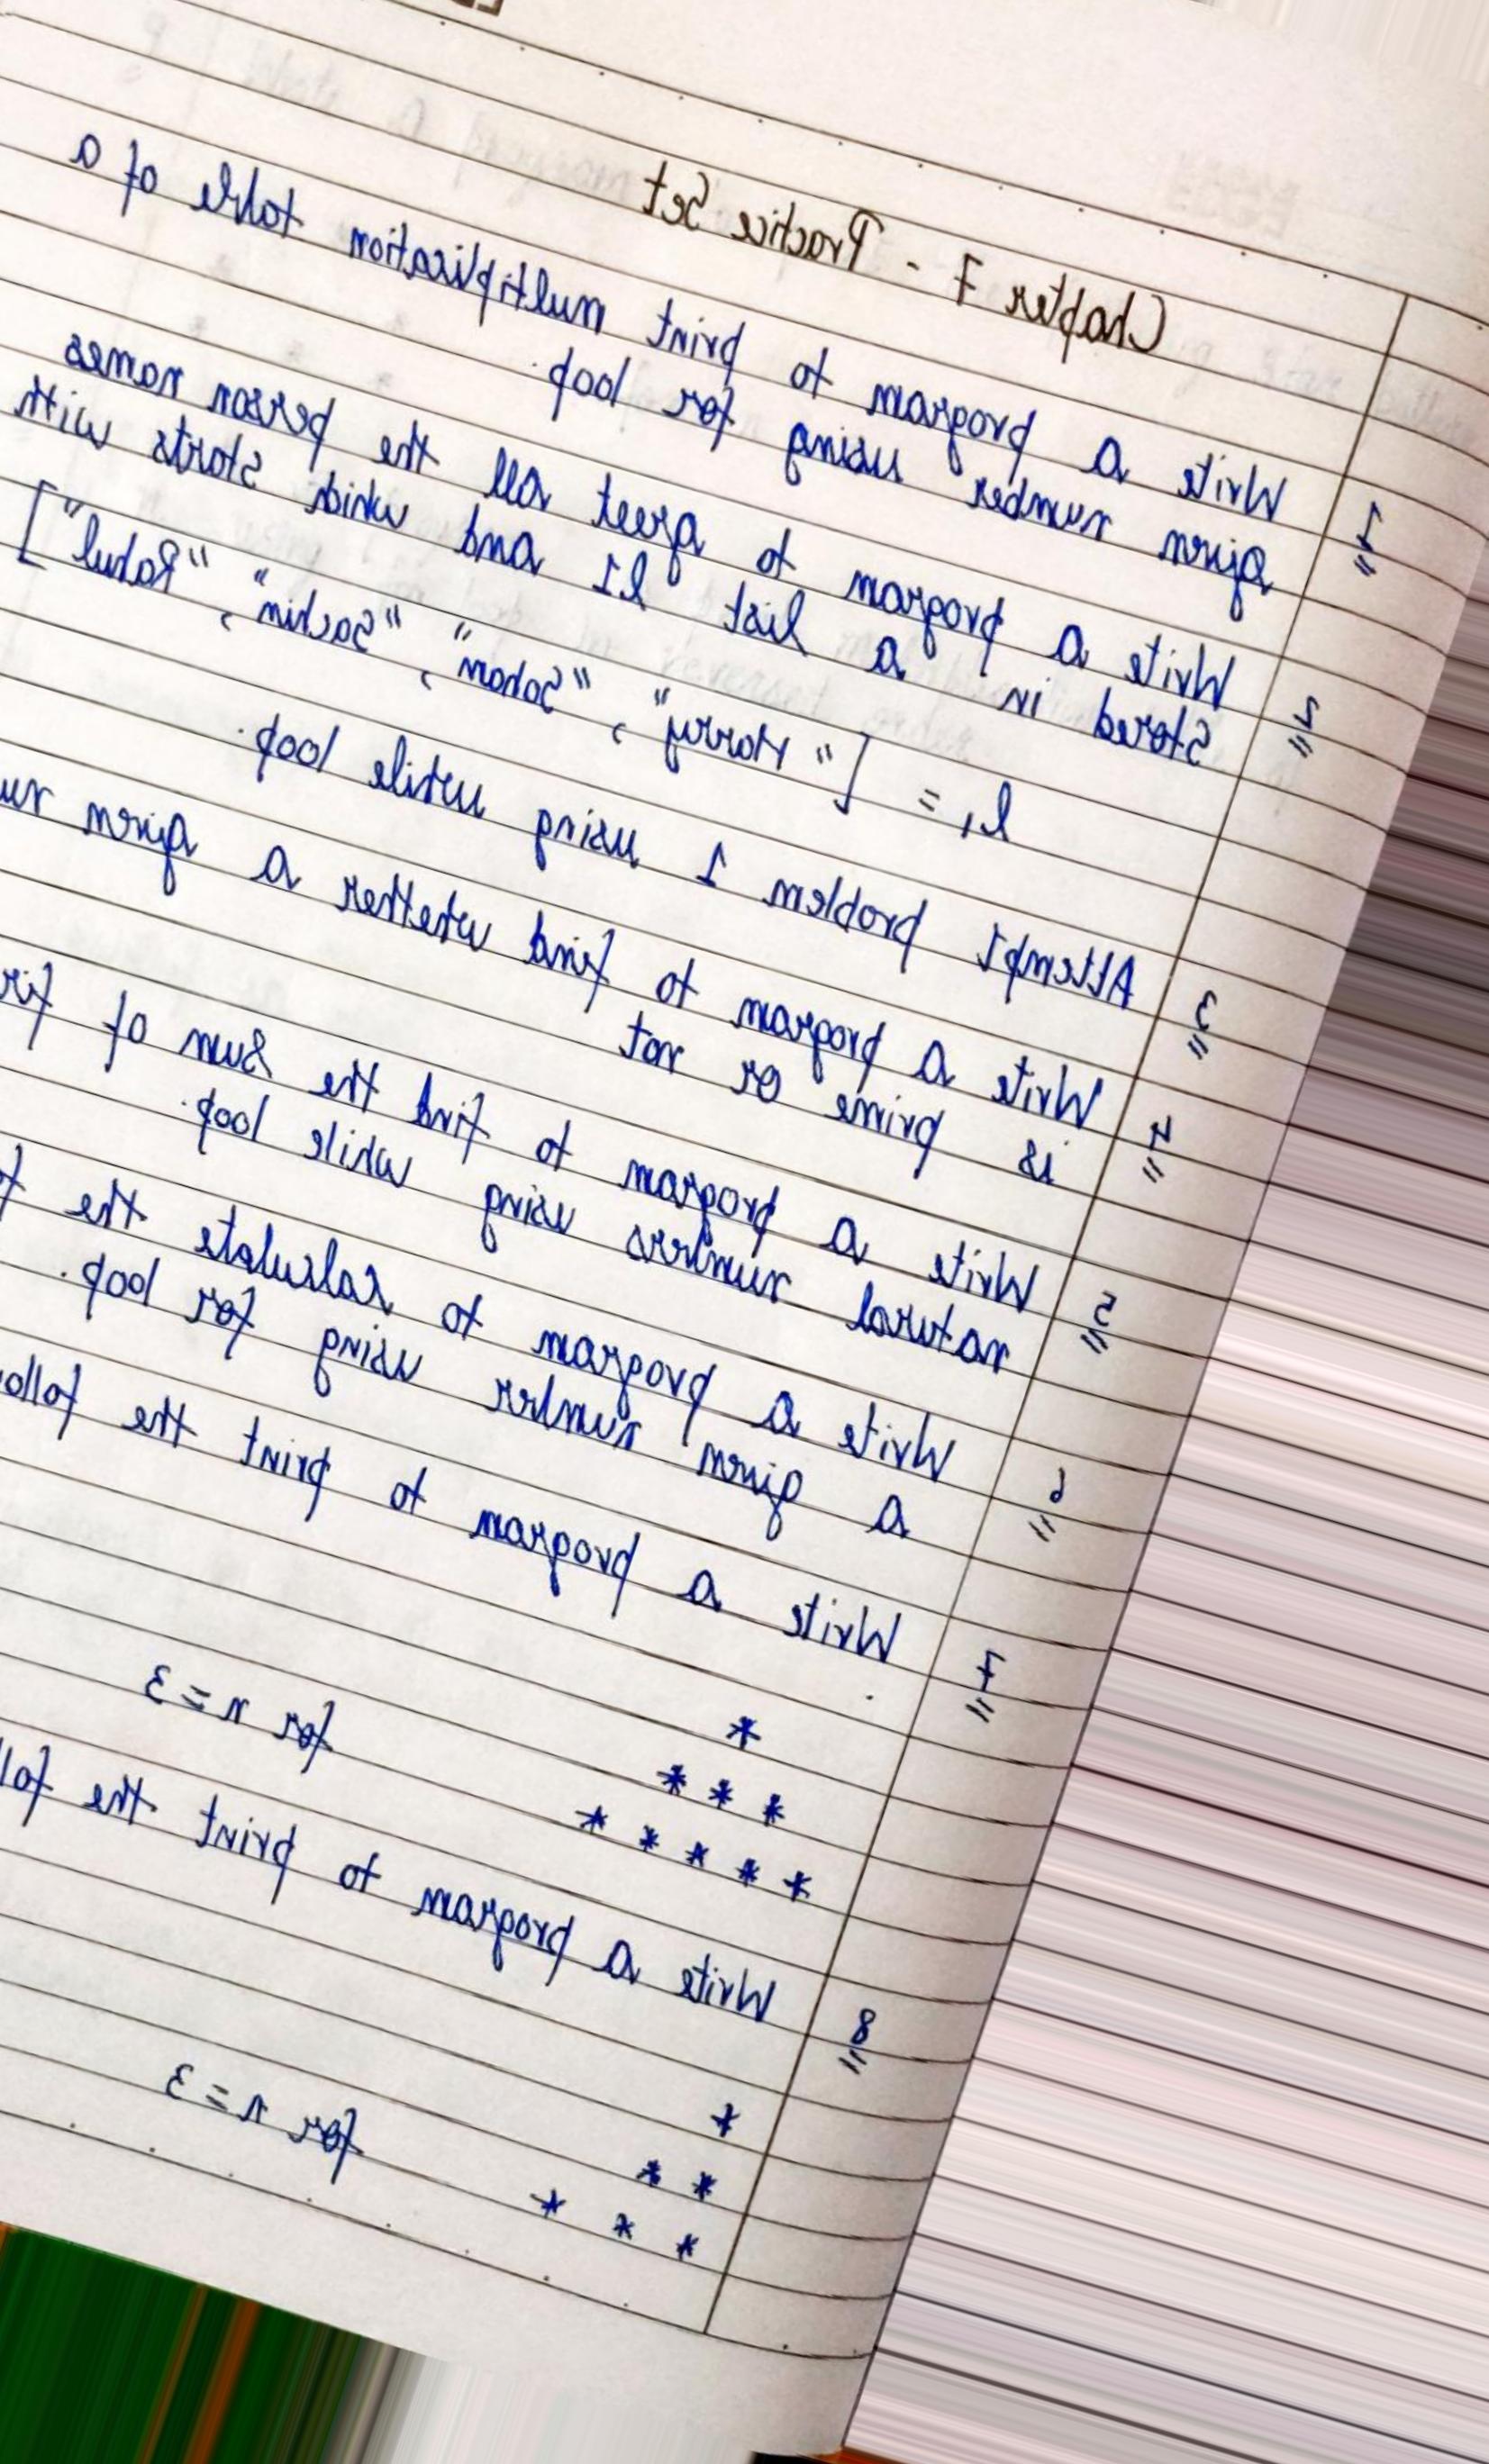 Chapter 7 - Practice Set
1 Write a program to print multiplication table of a
given number using for loop.
2 Write a program to greet all the person names
stored in a list l1 and which starts with
l1 = ["Harry", "Soham", "Sachin", "Rahul"]
3 Attempt problem 1 using while loop.
4 Write a program to find whether a given nu
is prime or not
5 Write a program to find the sum of fir
natural numbers using while loop.
6 Write a program to calculate the f
a given number using for loop.
7 Write a program to print the follo
*
* * * for n = 3
* * * * *
8 Write a program to print the fol
*
* * for n = 3
* * *